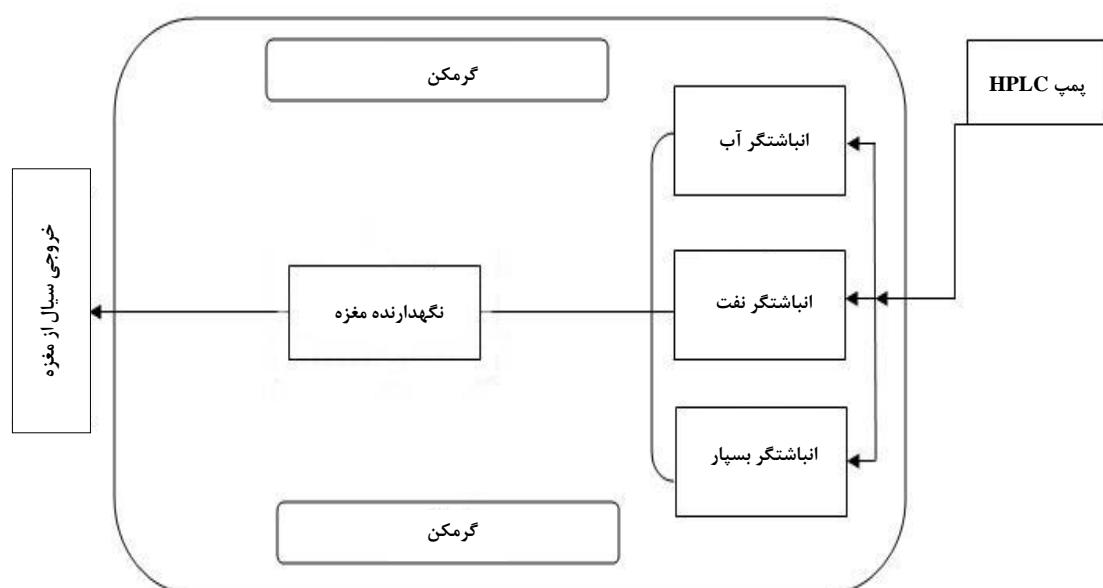 گرمکن
پمپ HPLC
انباشتگر آب
انباشتگر نفت
نگهدارنده مغزه
خروجی سیال از مغزه
انباشتگر بسپار
گرمکن